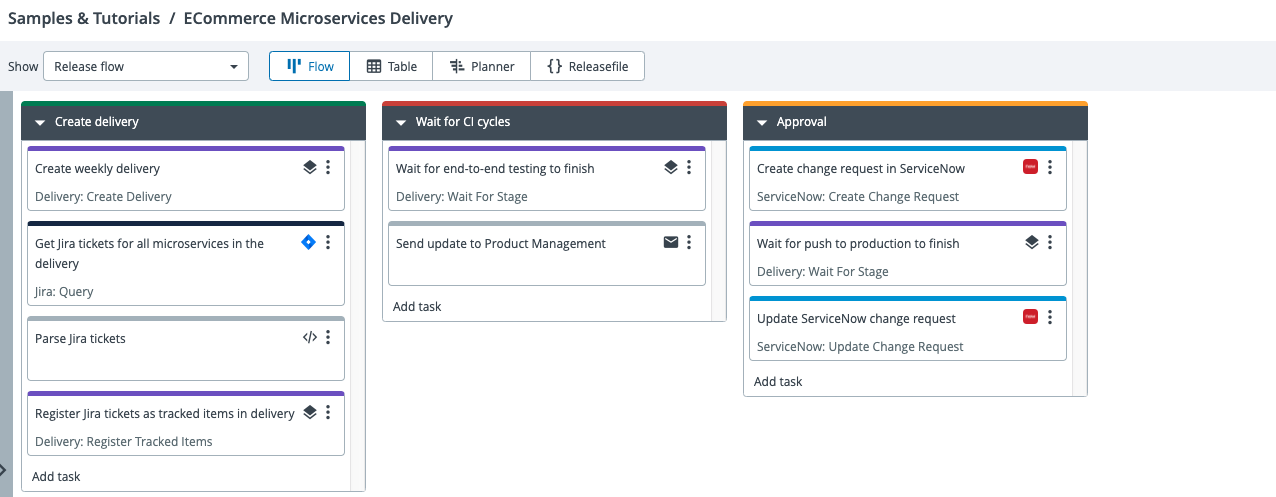 Samples & Tutorials / ECommerce Microservices Delivery
Show Release flow Flow Table Planner Releasefile
Create delivery
Create weekly delivery
Delivery: Create Delivery
Get Jira tickets for all microservices in the
delivery
Jira: Query
Parse Jira tickets
Register Jira tickets as tracked items in delivery
Delivery: Register Tracked Items
Add task
Wait for CI cycles
Wait for end-to-end testing to finish
Delivery: Wait For Stage
Send update to Product Management
Add task
Approval
Create change request in ServiceNow
ServiceNow: Create Change Request
Wait for push to production to finish
Delivery: Wait For Stage
Update ServiceNow change request
ServiceNow: Update Change Request
Add task